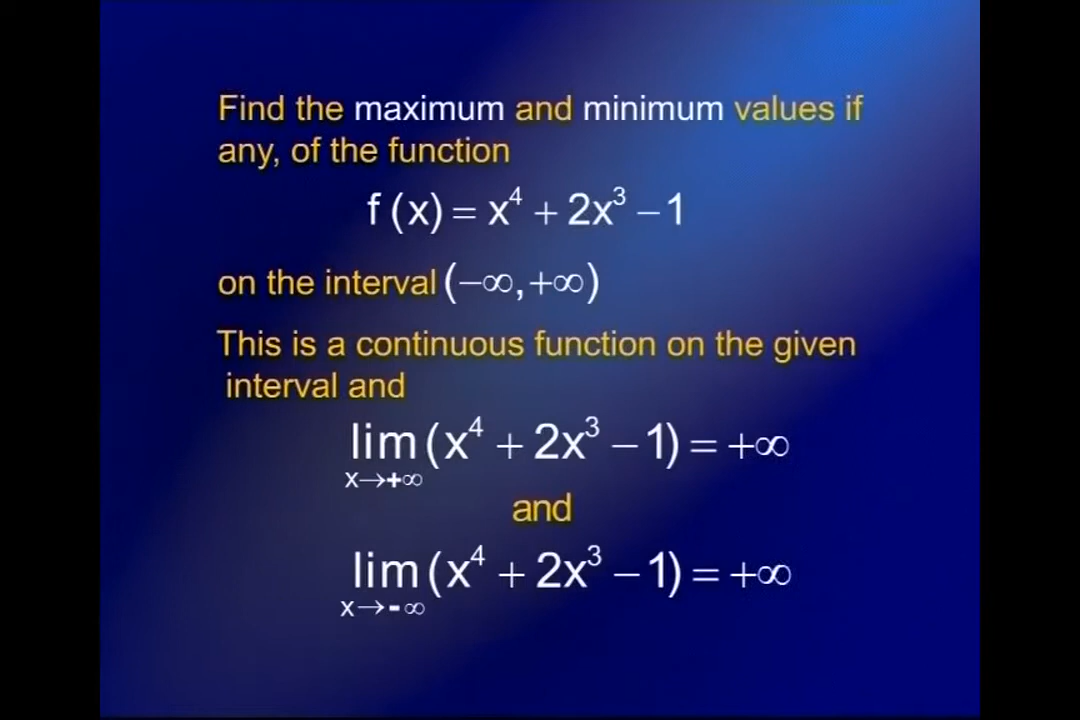 Find the maximum and minimum values if
any, of the function
f (x) = x⁴ + 2x³ − 1
on the interval (−∞, +∞)
This is a continuous function on the given
interval and
lim (x⁴ + 2x³ − 1) = +∞
x→+∞
and
lim (x⁴ + 2x³ − 1) = +∞
x→-∞